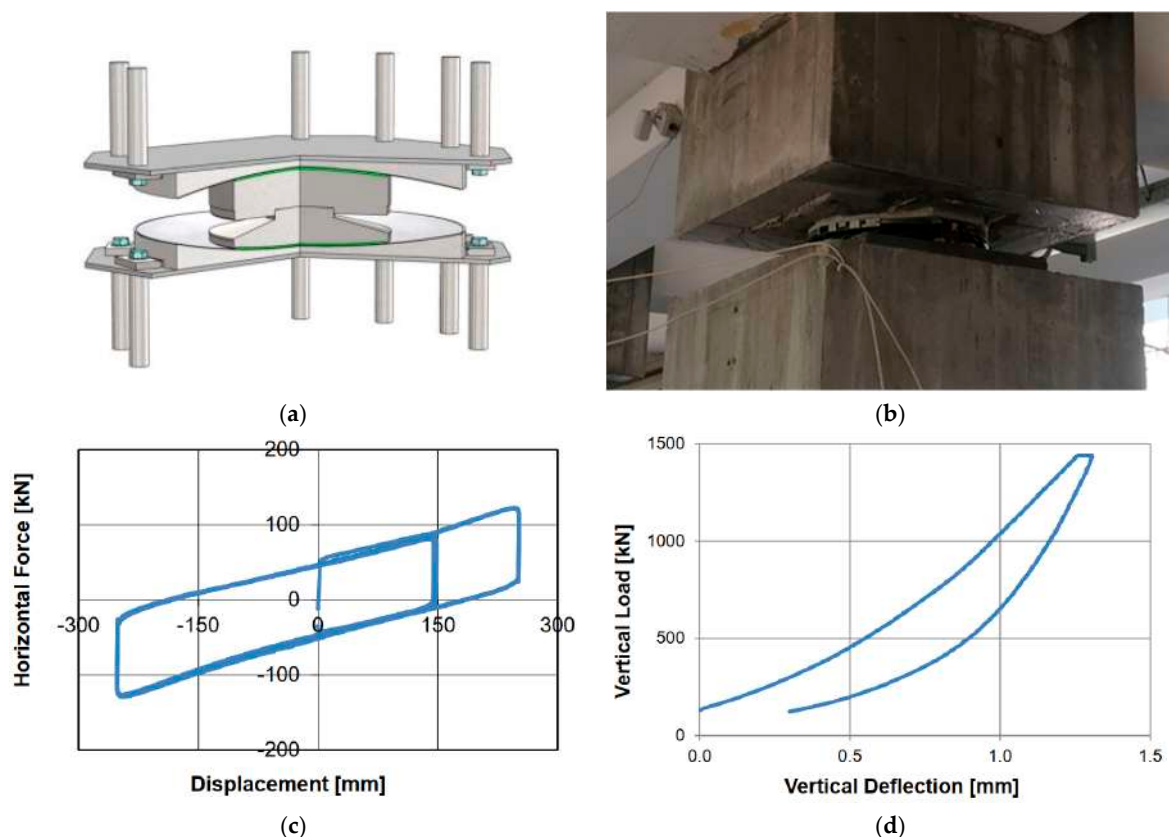 (a)
(b)
Horizontal Force [kN]
200
100
0
-100
-200
-300
-150
0
150
300
Displacement [mm]
(c)
Vertical Load [kN]
1500
1000
500
0
0.0
0.5
1.0
1.5
Vertical Deflection [mm]
(d)